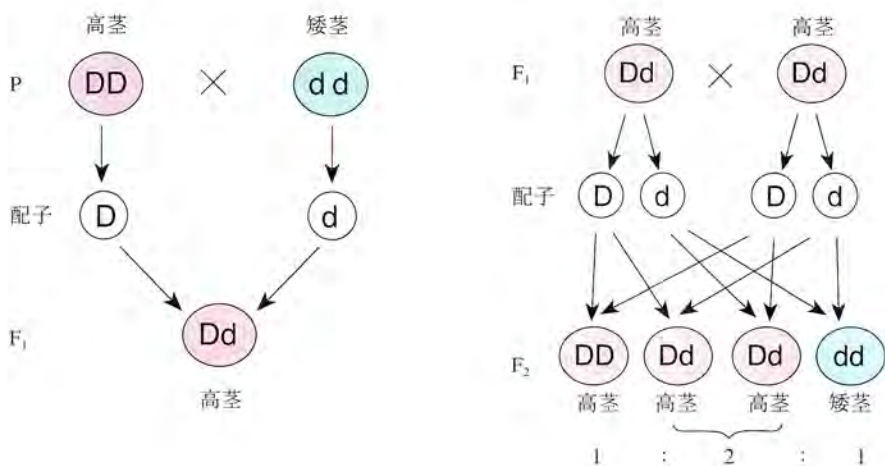 高茎 矮茎
P DD × dd
配子 D d
F₁ Dd
高茎
高茎 高茎
F₁ Dd × Dd
配子 D d D d
F₂ DD Dd Dd dd
高茎 高茎 高茎 矮茎
1 : 2 : 1